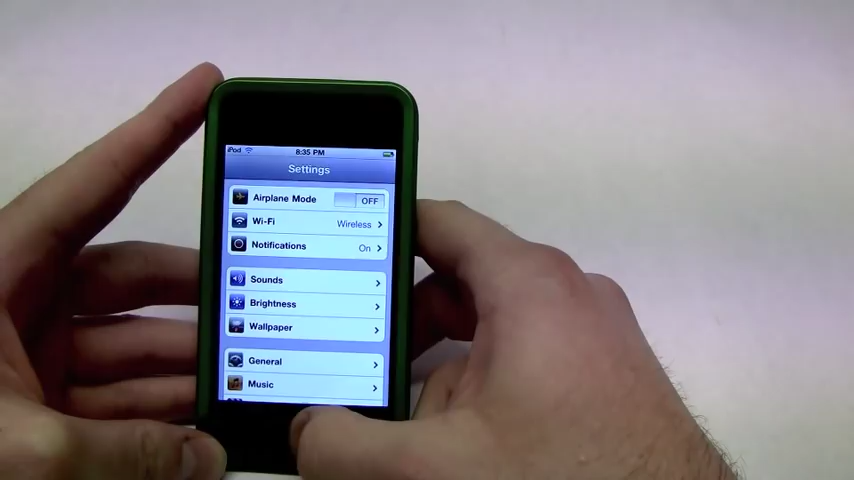 iPod 8:35 PM
Settings
Airplane Mode OFF
Wi-Fi Wireless
Notifications On
Sounds
Brightness
Wallpaper
General
Music